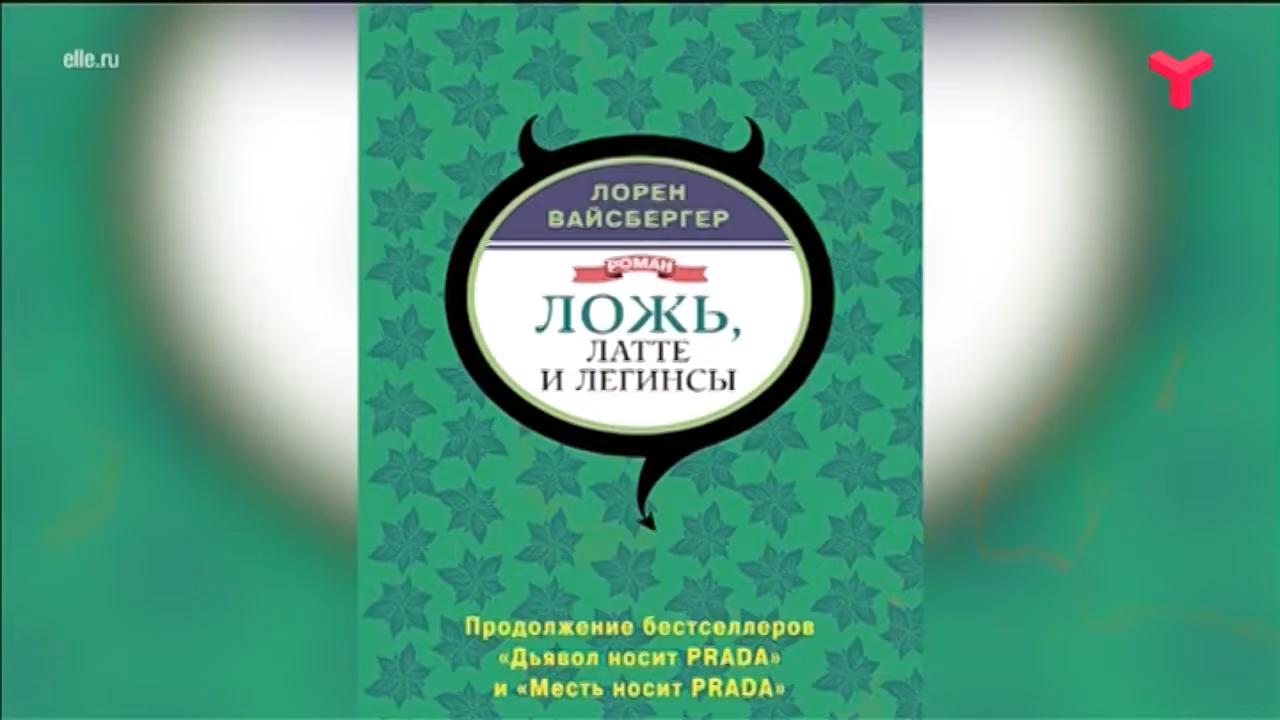 elle.ru
ЛОРЕН
ВАЙСБЕРГЕР
РОМАН
ЛОЖЬ,
ЛАТТЕ
И ЛЕГИНСЫ
Продолжение бестселлеров
«Дьявол носит PRADA»
и «Месть носит PRADA»